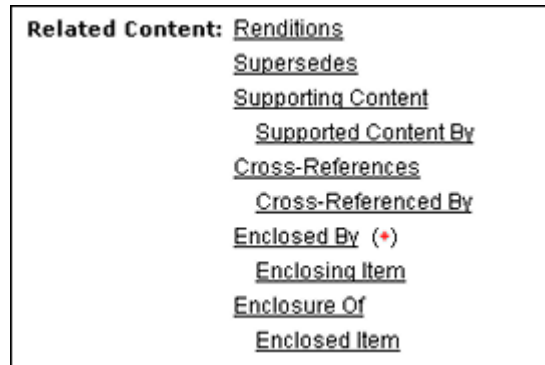 Related Content: Renditions
Supersedes
Supporting Content
Supported Content By
Cross-References
Cross-Referenced By
Enclosed By (+)
Enclosing Item
Enclosure Of
Enclosed Item